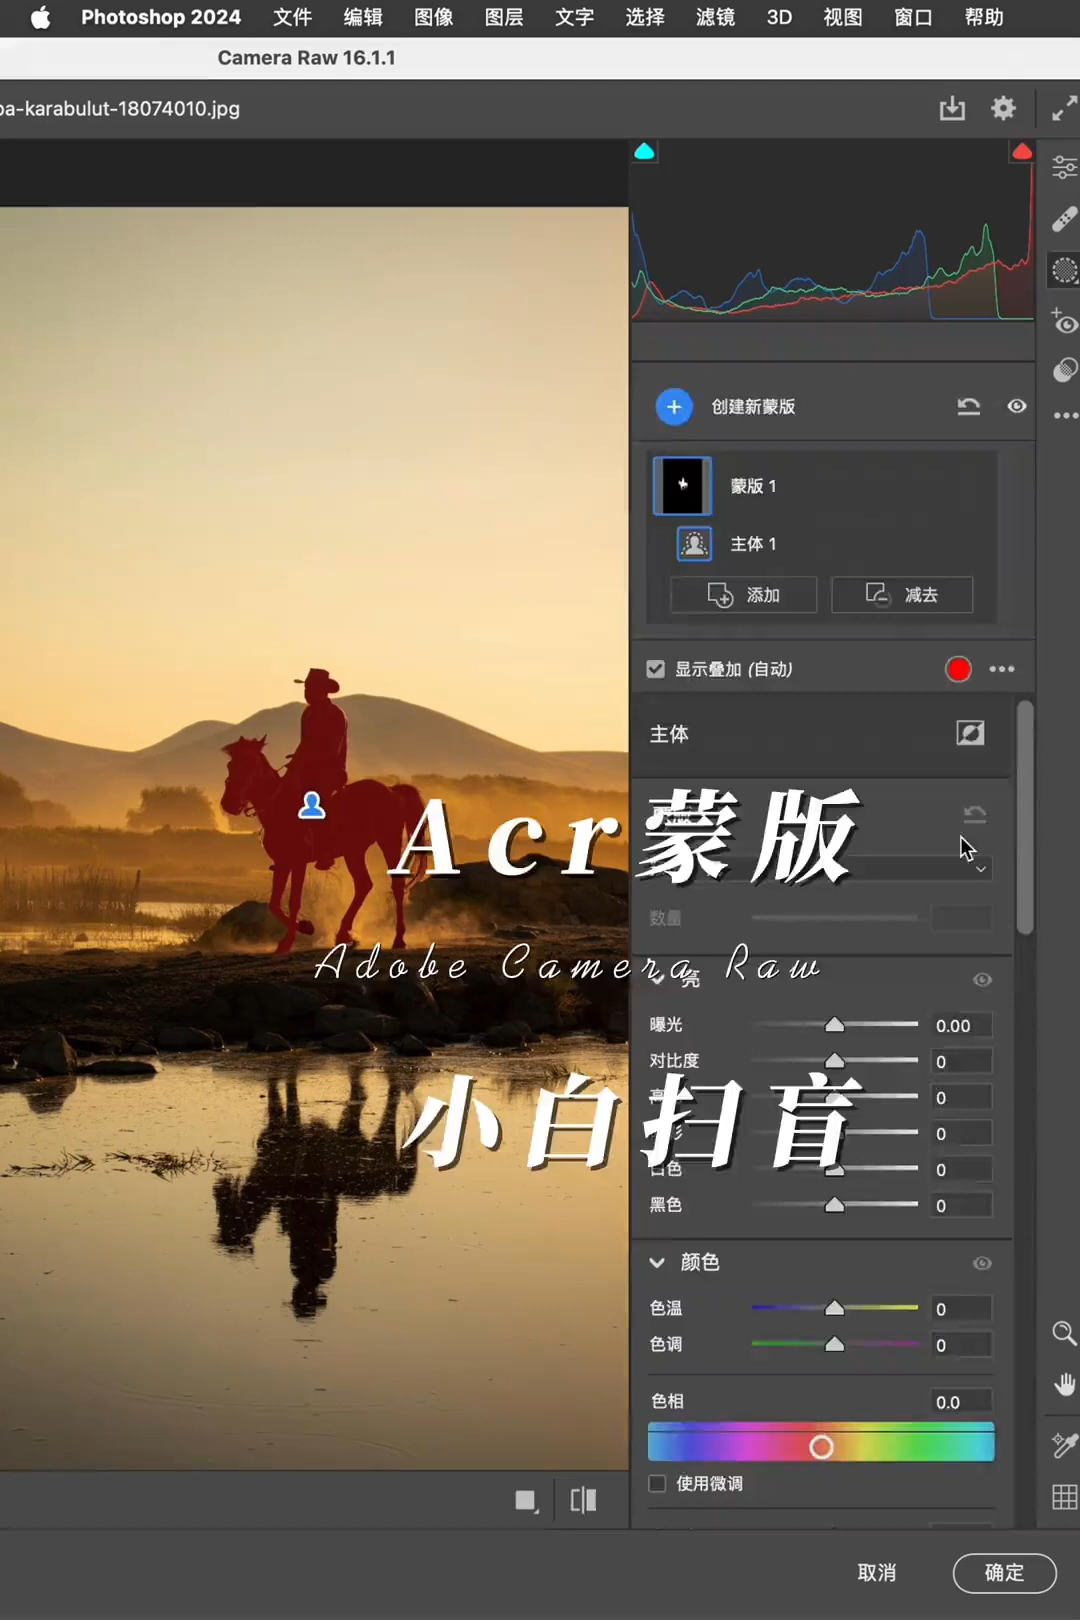 Photoshop 2024 文件 编辑 图像 图层 文字 选择 滤镜 3D 视图 窗口 帮助
Camera Raw 16.1.1
pa-karabulut-18074010.jpg
创建新蒙版
蒙版 1
主体 1
添加 减去
显示叠加 (自动)
主体
Acr蒙版
数量
Adobe Camera Raw
亮
曝光 0.00
对比度 0
0
0
小白扫盲
白色 0
黑色 0
颜色
色温 0
色调 0
色相 0.0
使用微调
取消 确定